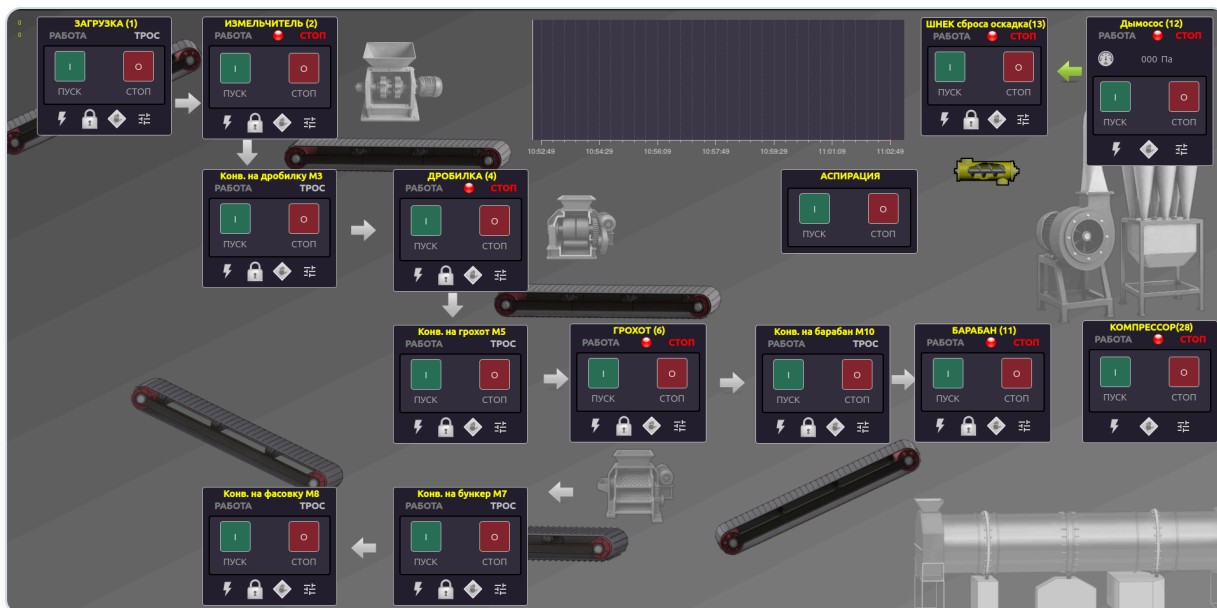 0
0
ЗАГРУЗКА (1)
РАБОТА ТРОС
I O
ПУСК СТОП
ИЗМЕЛЬЧИТЕЛЬ (2)
РАБОТА СТОП
I O
ПУСК СТОП
10:52:49 10:54:29 10:56:09 10:57:49 10:59:29 11:01:09 11:02:49
ШНЕК сброса оскадка(13)
РАБОТА СТОП
I O
ПУСК СТОП
Дымосос (12)
РАБОТА СТОП
000 Па
I O
ПУСК СТОП
Конв. на дробилку М3
РАБОТА ТРОС
I O
ПУСК СТОП
ДРОБИЛКА (4)
РАБОТА СТОП
I O
ПУСК СТОП
АСПИРАЦИЯ
I O
ПУСК СТОП
Конв. на грохот М5
РАБОТА ТРОС
I O
ПУСК СТОП
ГРОХОТ (6)
РАБОТА СТОП
I O
ПУСК СТОП
Конв. на барабан М10
РАБОТА ТРОС
I O
ПУСК СТОП
БАРАБАН (11)
РАБОТА СТОП
I O
ПУСК СТОП
КОМПРЕССОР(28)
РАБОТА СТОП
I O
ПУСК СТОП
Конв. на фасовку М8
РАБОТА ТРОС
I O
ПУСК СТОП
Конв. на бункер М7
РАБОТА ТРОС
I O
ПУСК СТОП